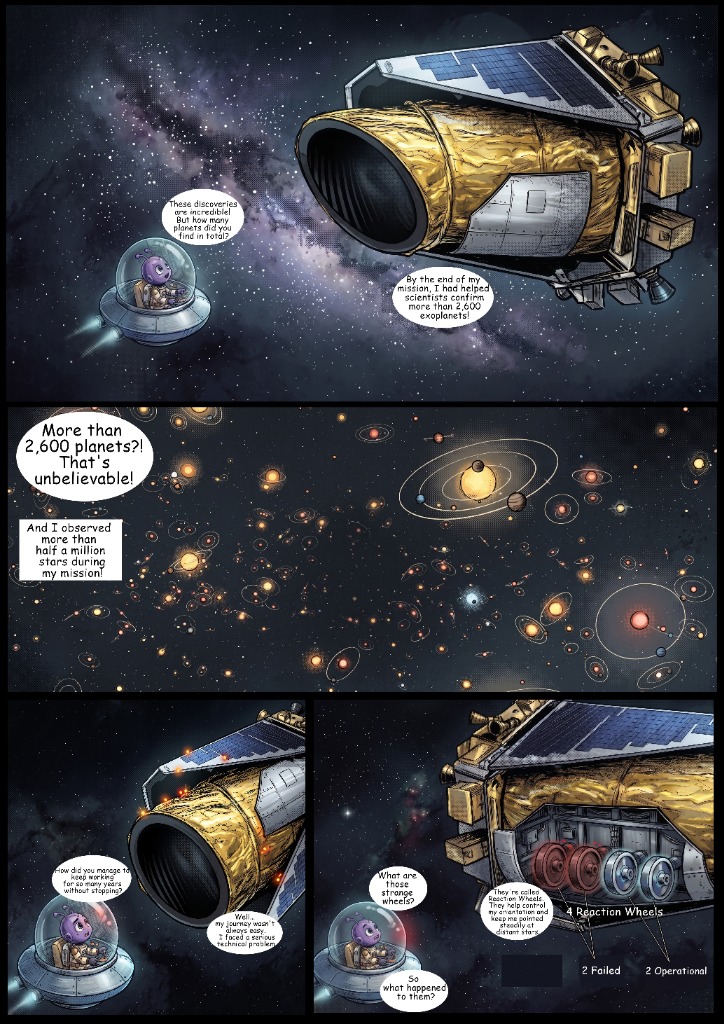 These discoveries
are incredible!
But how many
planets did you
find in total?
By the end of my
mission, I had helped
scientists confirm
more than 2,600
exoplanets!
More than
2,600 planets?!
That's
unbelievable!
And I observed
more than
half a million
stars during
my mission!
How did you manage to
keep working
for so many years
without stopping?
Well...
my journey wasn't
always easy.
I faced a serious
technical problem
What are
those
strange
wheels?
They're called
Reaction Wheels.
They help control
my orientation and
keep me pointed
steadily at
distant stars.
4 Reaction Wheels
2 Failed
2 Operational
So
what happened
to them?